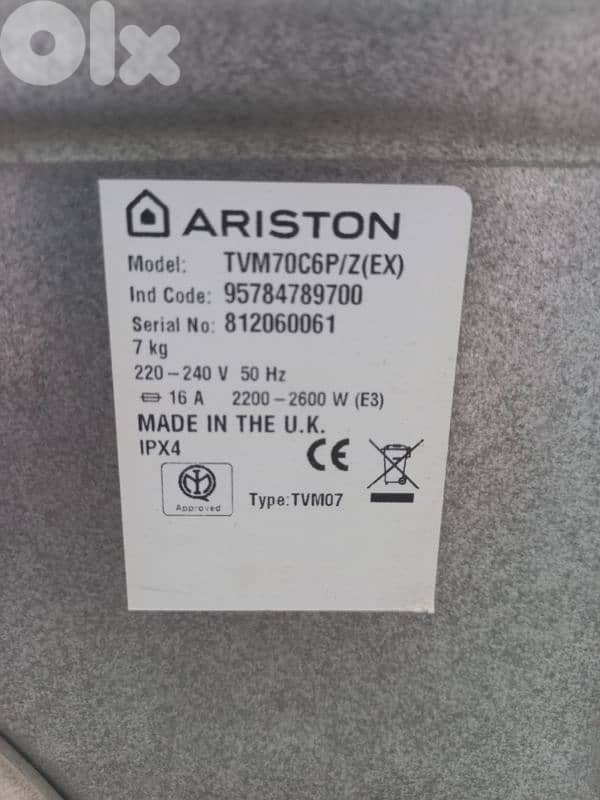 olx
ARISTON
Model: TVM70C6P/Z(EX)
Ind Code: 95784789700
Serial No: 812060061
7 kg
220-240 V 50 Hz
16 A 2200-2600 W (E3)
MADE IN THE U.K.
IPX4
CE
Approved
Type:TVM07